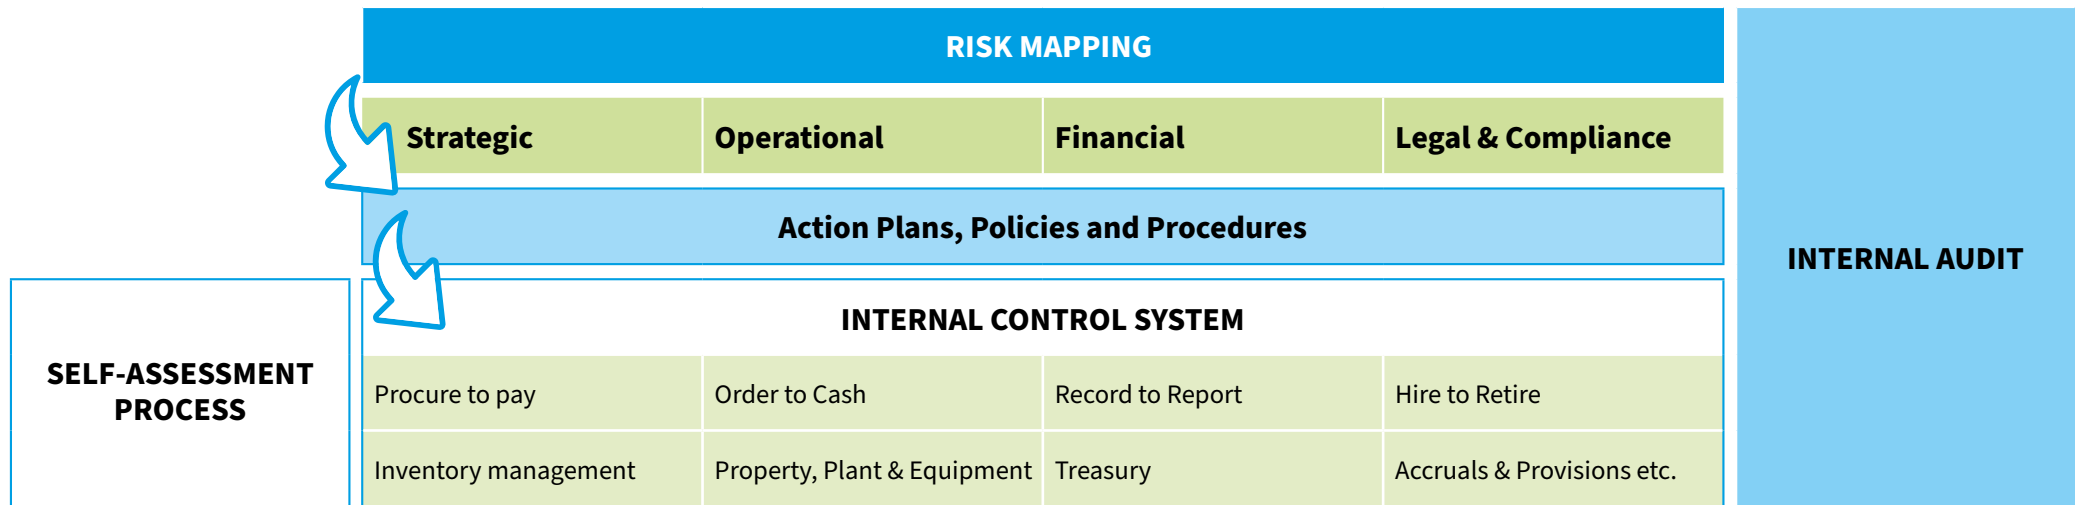 RISK MAPPING
Strategic
Operational
Financial
Legal & Compliance
Action Plans, Policies and Procedures
INTERNAL AUDIT
INTERNAL CONTROL SYSTEM
SELF-ASSESSMENT
PROCESS
Procure to pay
Order to Cash
Record to Report
Hire to Retire
Inventory management
Property, Plant & Equipment
Treasury
Accruals & Provisions etc.